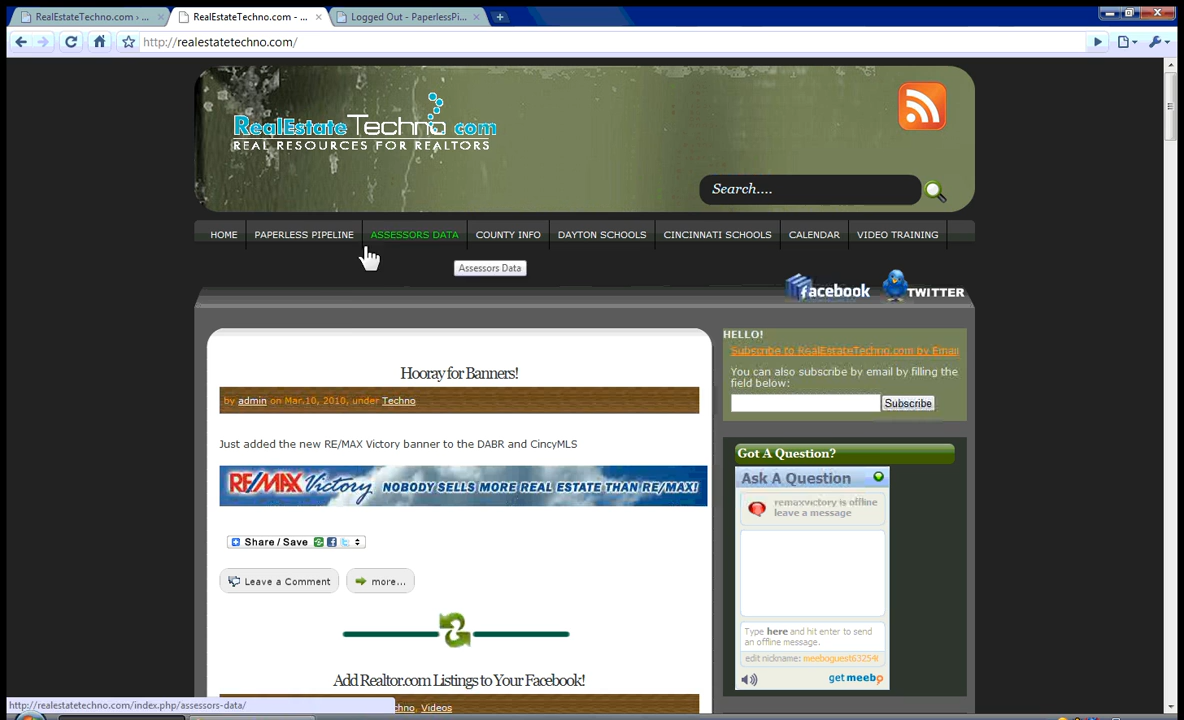 RealEstateTechno.com › ...
RealEstateTechno.com - ...
Logged Out - PaperlessPi...
http://realestatetechno.com/
RealEstateTechno com
REAL RESOURCES FOR REALTORS
Search....
HOME PAPERLESS PIPELINE ASSESSORS DATA COUNTY INFO DAYTON SCHOOLS CINCINNATI SCHOOLS CALENDAR VIDEO TRAINING
Assessors Data
facebook TWITTER
Hooray for Banners!
by admin on Mar.10, 2010, under Techno
Just added the new RE/MAX Victory banner to the DABR and CincyMLS
RE/MAX Victory NOBODY SELLS MORE REAL ESTATE THAN RE/MAX!
Share / Save
Leave a Comment more...
Add Realtor.com Listings to Your Facebook!
chno, Videos
HELLO!
Subscribe to RealEstateTechno.com by Email
You can also subscribe by email by filling the
field below:
Subscribe
Got A Question?
Ask A Question
remaxvictory is offline
leave a message
Type here and hit enter to send
an offline message.
edit nickname: meeboguest63254
get meebo
http://realestatetechno.com/index.php/assessors-data/